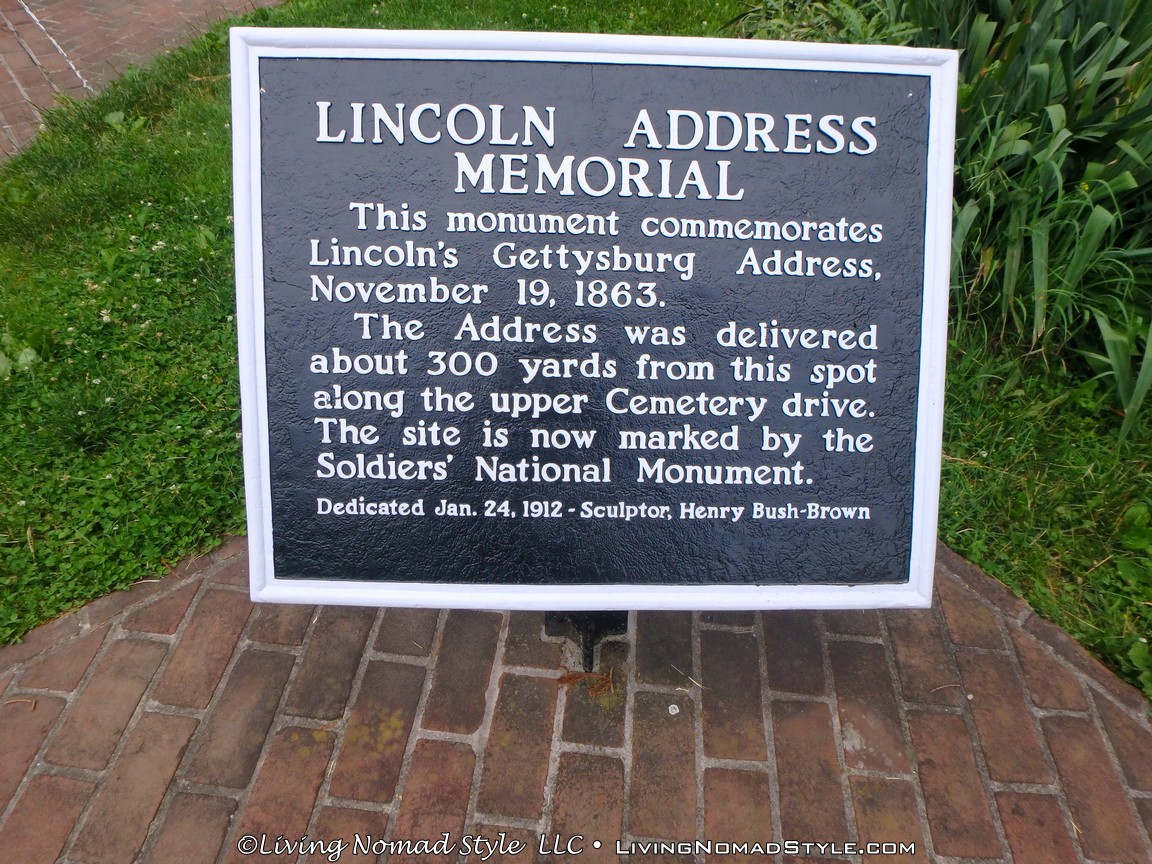 LINCOLN ADDRESS
MEMORIAL
This monument commemorates
Lincoln's Gettysburg Address,
November 19, 1863.
The Address was delivered
about 300 yards from this spot
along the upper Cemetery drive.
The site is now marked by the
Soldiers' National Monument.
Dedicated Jan. 24, 1912 - Sculptor, Henry Bush-Brown
©Living Nomad Style LLC • LivingNomadStyle.com